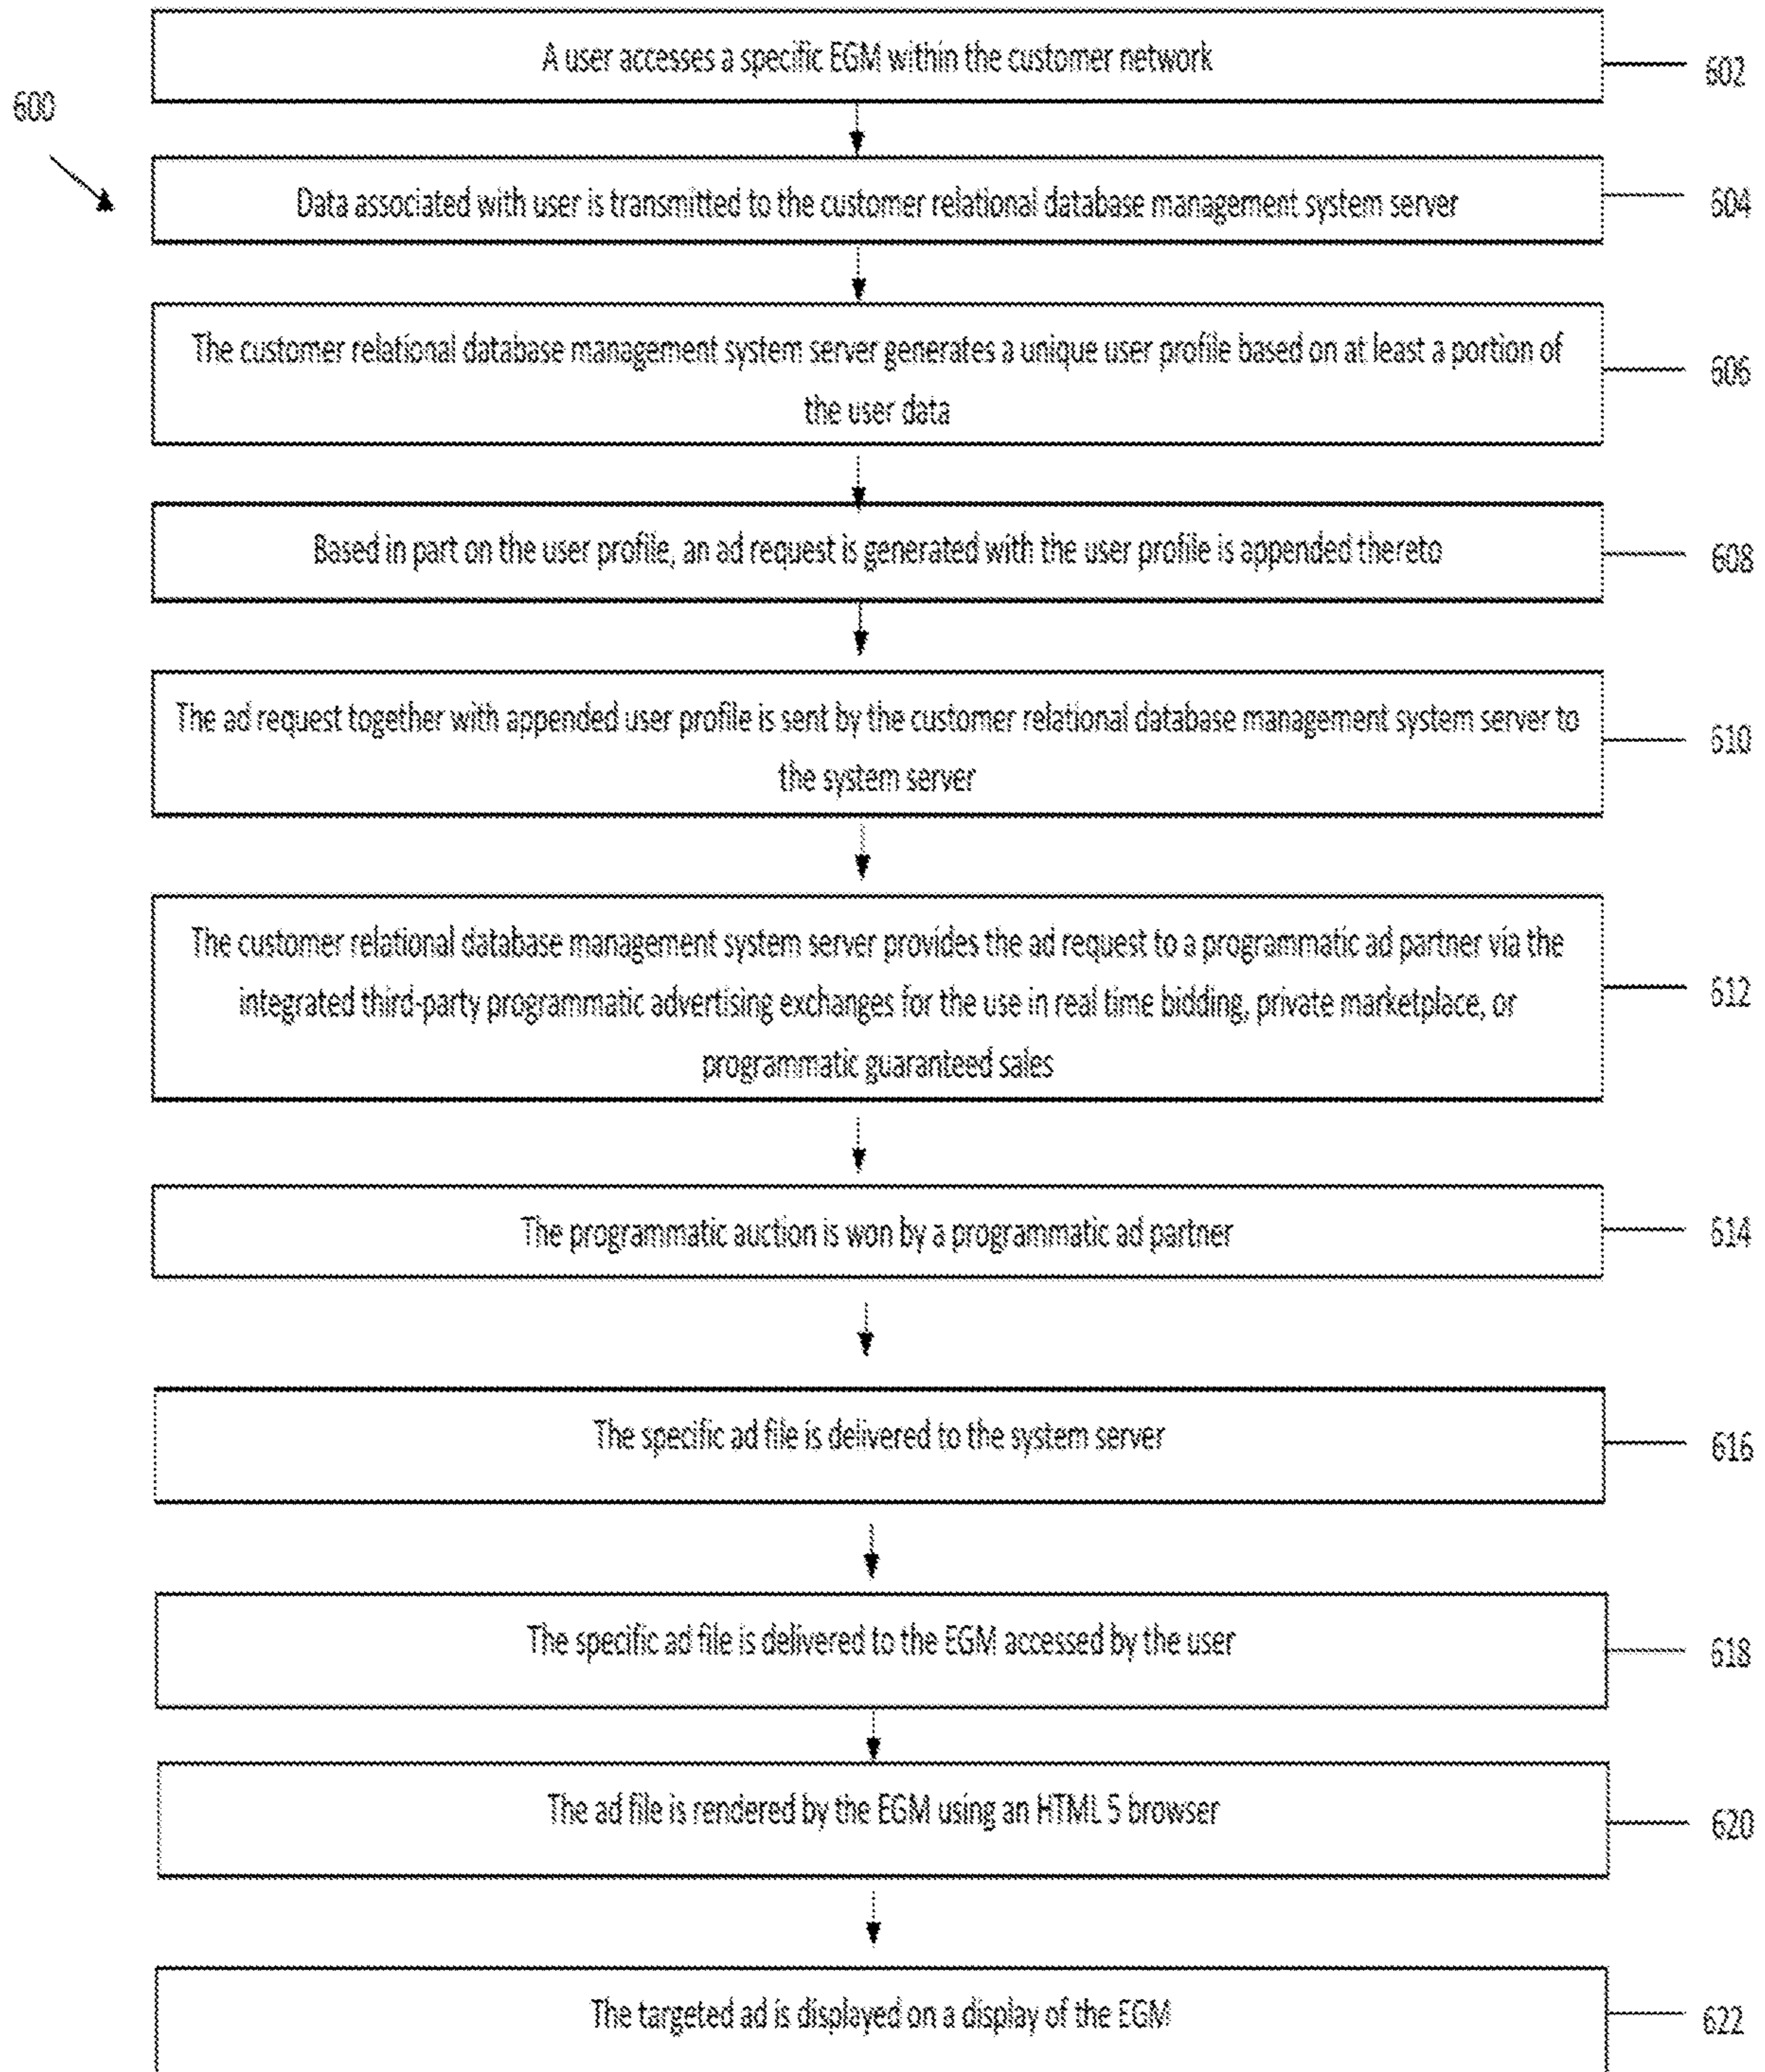 A user accesses a specific EGM within the customer network
602
600
Data associated with user is transmitted to the customer relational database management system server
604
The customer relational database management system server generates a unique user profile based on at least a portion of
the user data
606
Based in part on the user profile, an ad request is generated with the user profile is appended thereto
608
The ad request together with appended user profile is sent by the customer relational database management system server to
the system server
610
The customer relational database management system server provides the ad request to a programmatic ad partner via the
integrated third-party programmatic advertising exchanges for the use in real time bidding, private marketplace, or
programmatic guaranteed sales
612
The programmatic auction is won by a programmatic ad partner
614
The specific ad file is delivered to the system server
616
The specific ad file is delivered to the EGM accessed by the user
618
The ad file is rendered by the EGM using an HTML 5 browser
620
The targeted ad is displayed on a display of the EGM
622